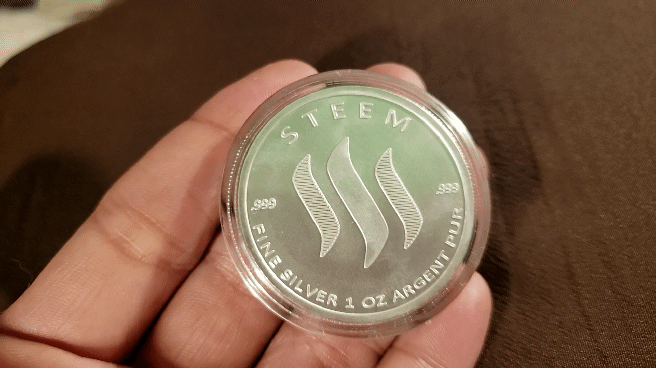 STEEM
.999 .999
FINE SILVER 1 OZ ARGENT PUR